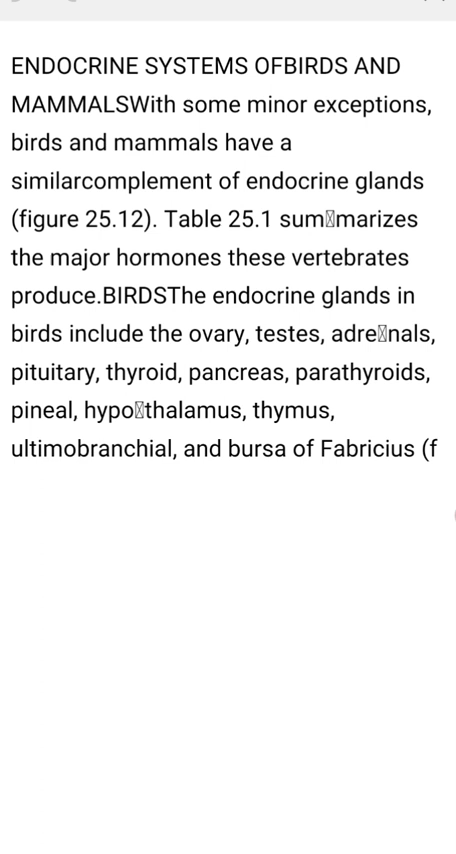 ENDOCRINE SYSTEMS OFBIRDS AND
MAMMALSWith some minor exceptions,
birds and mammals have a
similarcomplement of endocrine glands
(figure 25.12). Table 25.1 sum􀀀marizes
the major hormones these vertebrates
produce.BIRDSThe endocrine glands in
birds include the ovary, testes, adre􀀀nals,
pituitary, thyroid, pancreas, parathyroids,
pineal, hypo􀀀thalamus, thymus,
ultimobranchial, and bursa of Fabricius (f